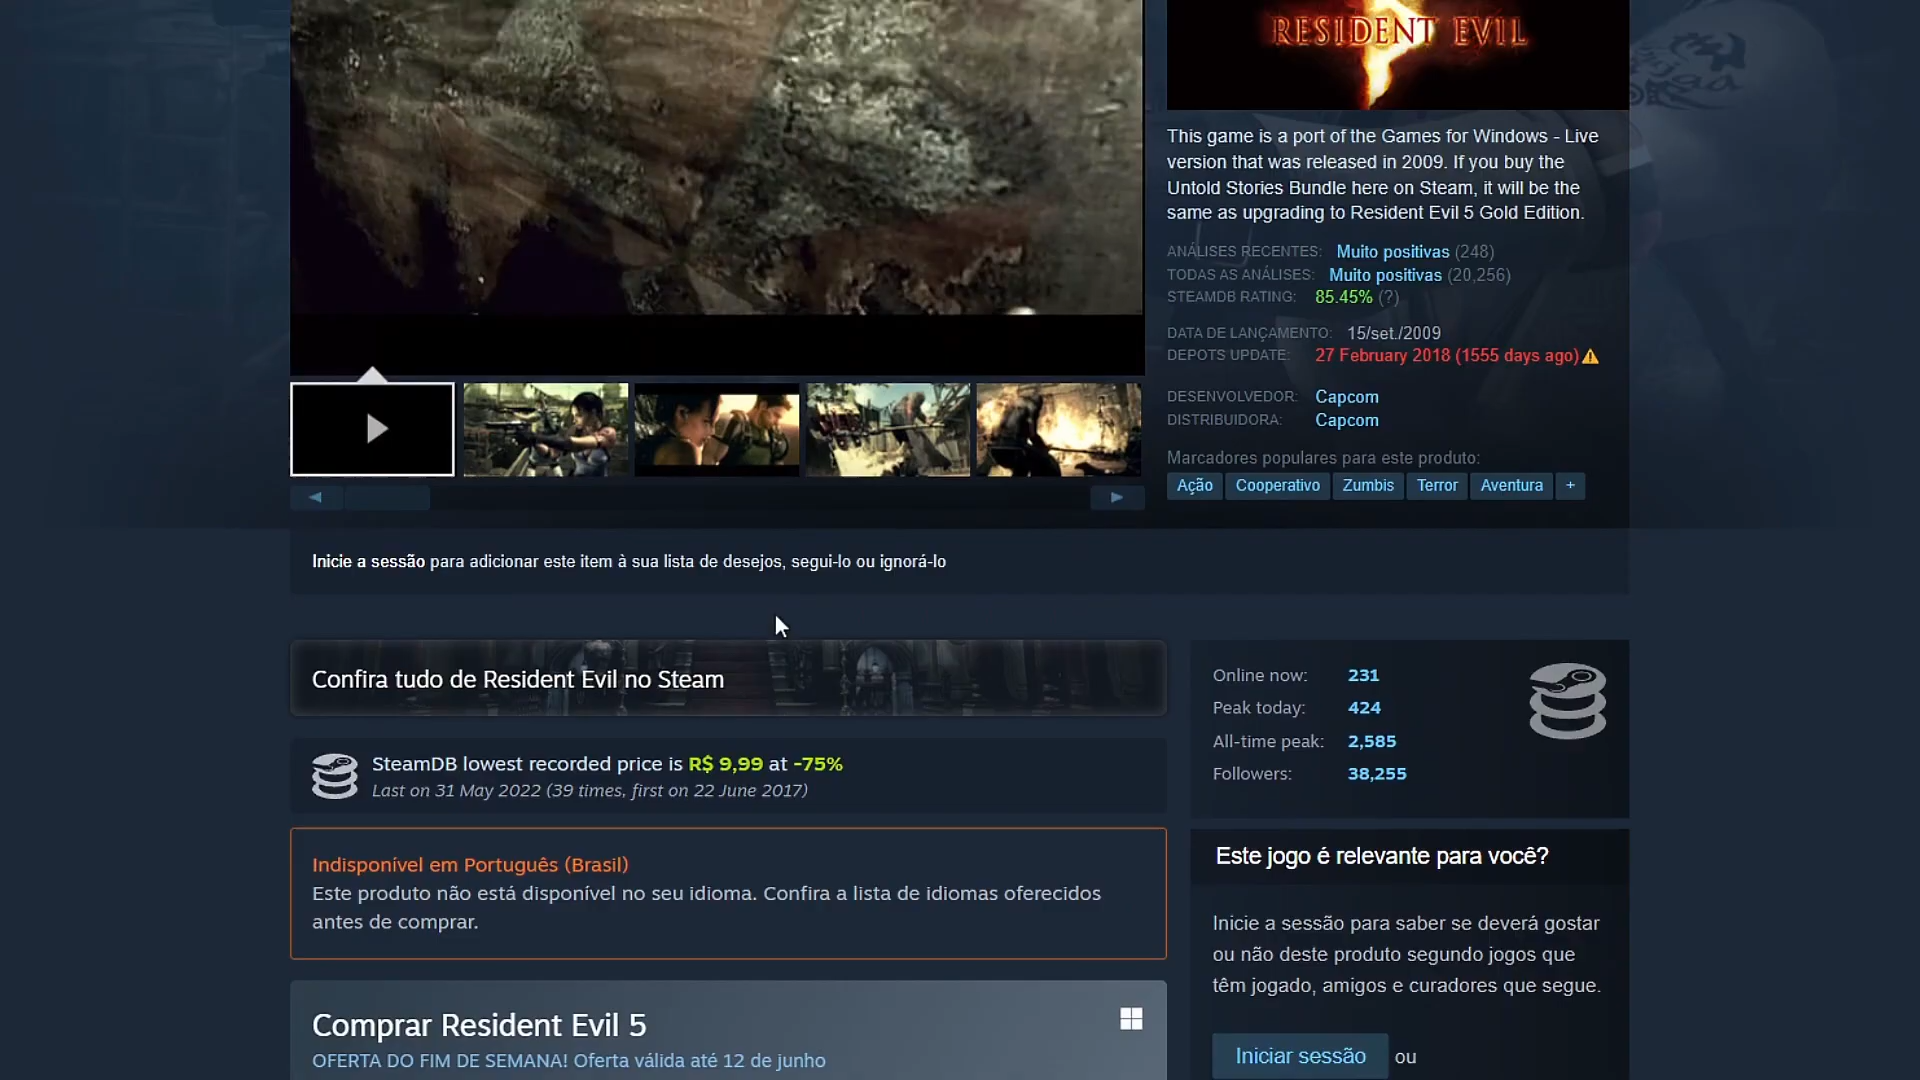 RESIDENT EVIL
5
This game is a port of the Games for Windows - Live
version that was released in 2009. If you buy the
Untold Stories Bundle here on Steam, it will be the
same as upgrading to Resident Evil 5 Gold Edition.
ANÁLISES RECENTES: Muito positivas (248)
TODAS AS ANÁLISES: Muito positivas (20,256)
STEAMDB RATING: 85.45% (?)
DATA DE LANÇAMENTO: 15/set./2009
DEPOTS UPDATE: 27 February 2018 (1555 days ago)
DESENVOLVEDOR: Capcom
DISTRIBUIDORA: Capcom
Marcadores populares para este produto:
Ação Cooperativo Zumbis Terror Aventura +
Inicie a sessão para adicionar este item à sua lista de desejos, segui-lo ou ignorá-lo
Confira tudo de Resident Evil no Steam
SteamDB lowest recorded price is R$ 9,99 at -75%
Last on 31 May 2022 (39 times, first on 22 June 2017)
Indisponível em Português (Brasil)
Este produto não está disponível no seu idioma. Confira a lista de idiomas oferecidos
antes de comprar.
Comprar Resident Evil 5
OFERTA DO FIM DE SEMANA! Oferta válida até 12 de junho
Online now: 231
Peak today: 424
All-time peak: 2,585
Followers: 38,255
Este jogo é relevante para você?
Inicie a sessão para saber se deverá gostar
ou não deste produto segundo jogos que
têm jogado, amigos e curadores que segue.
Iniciar sessão ou